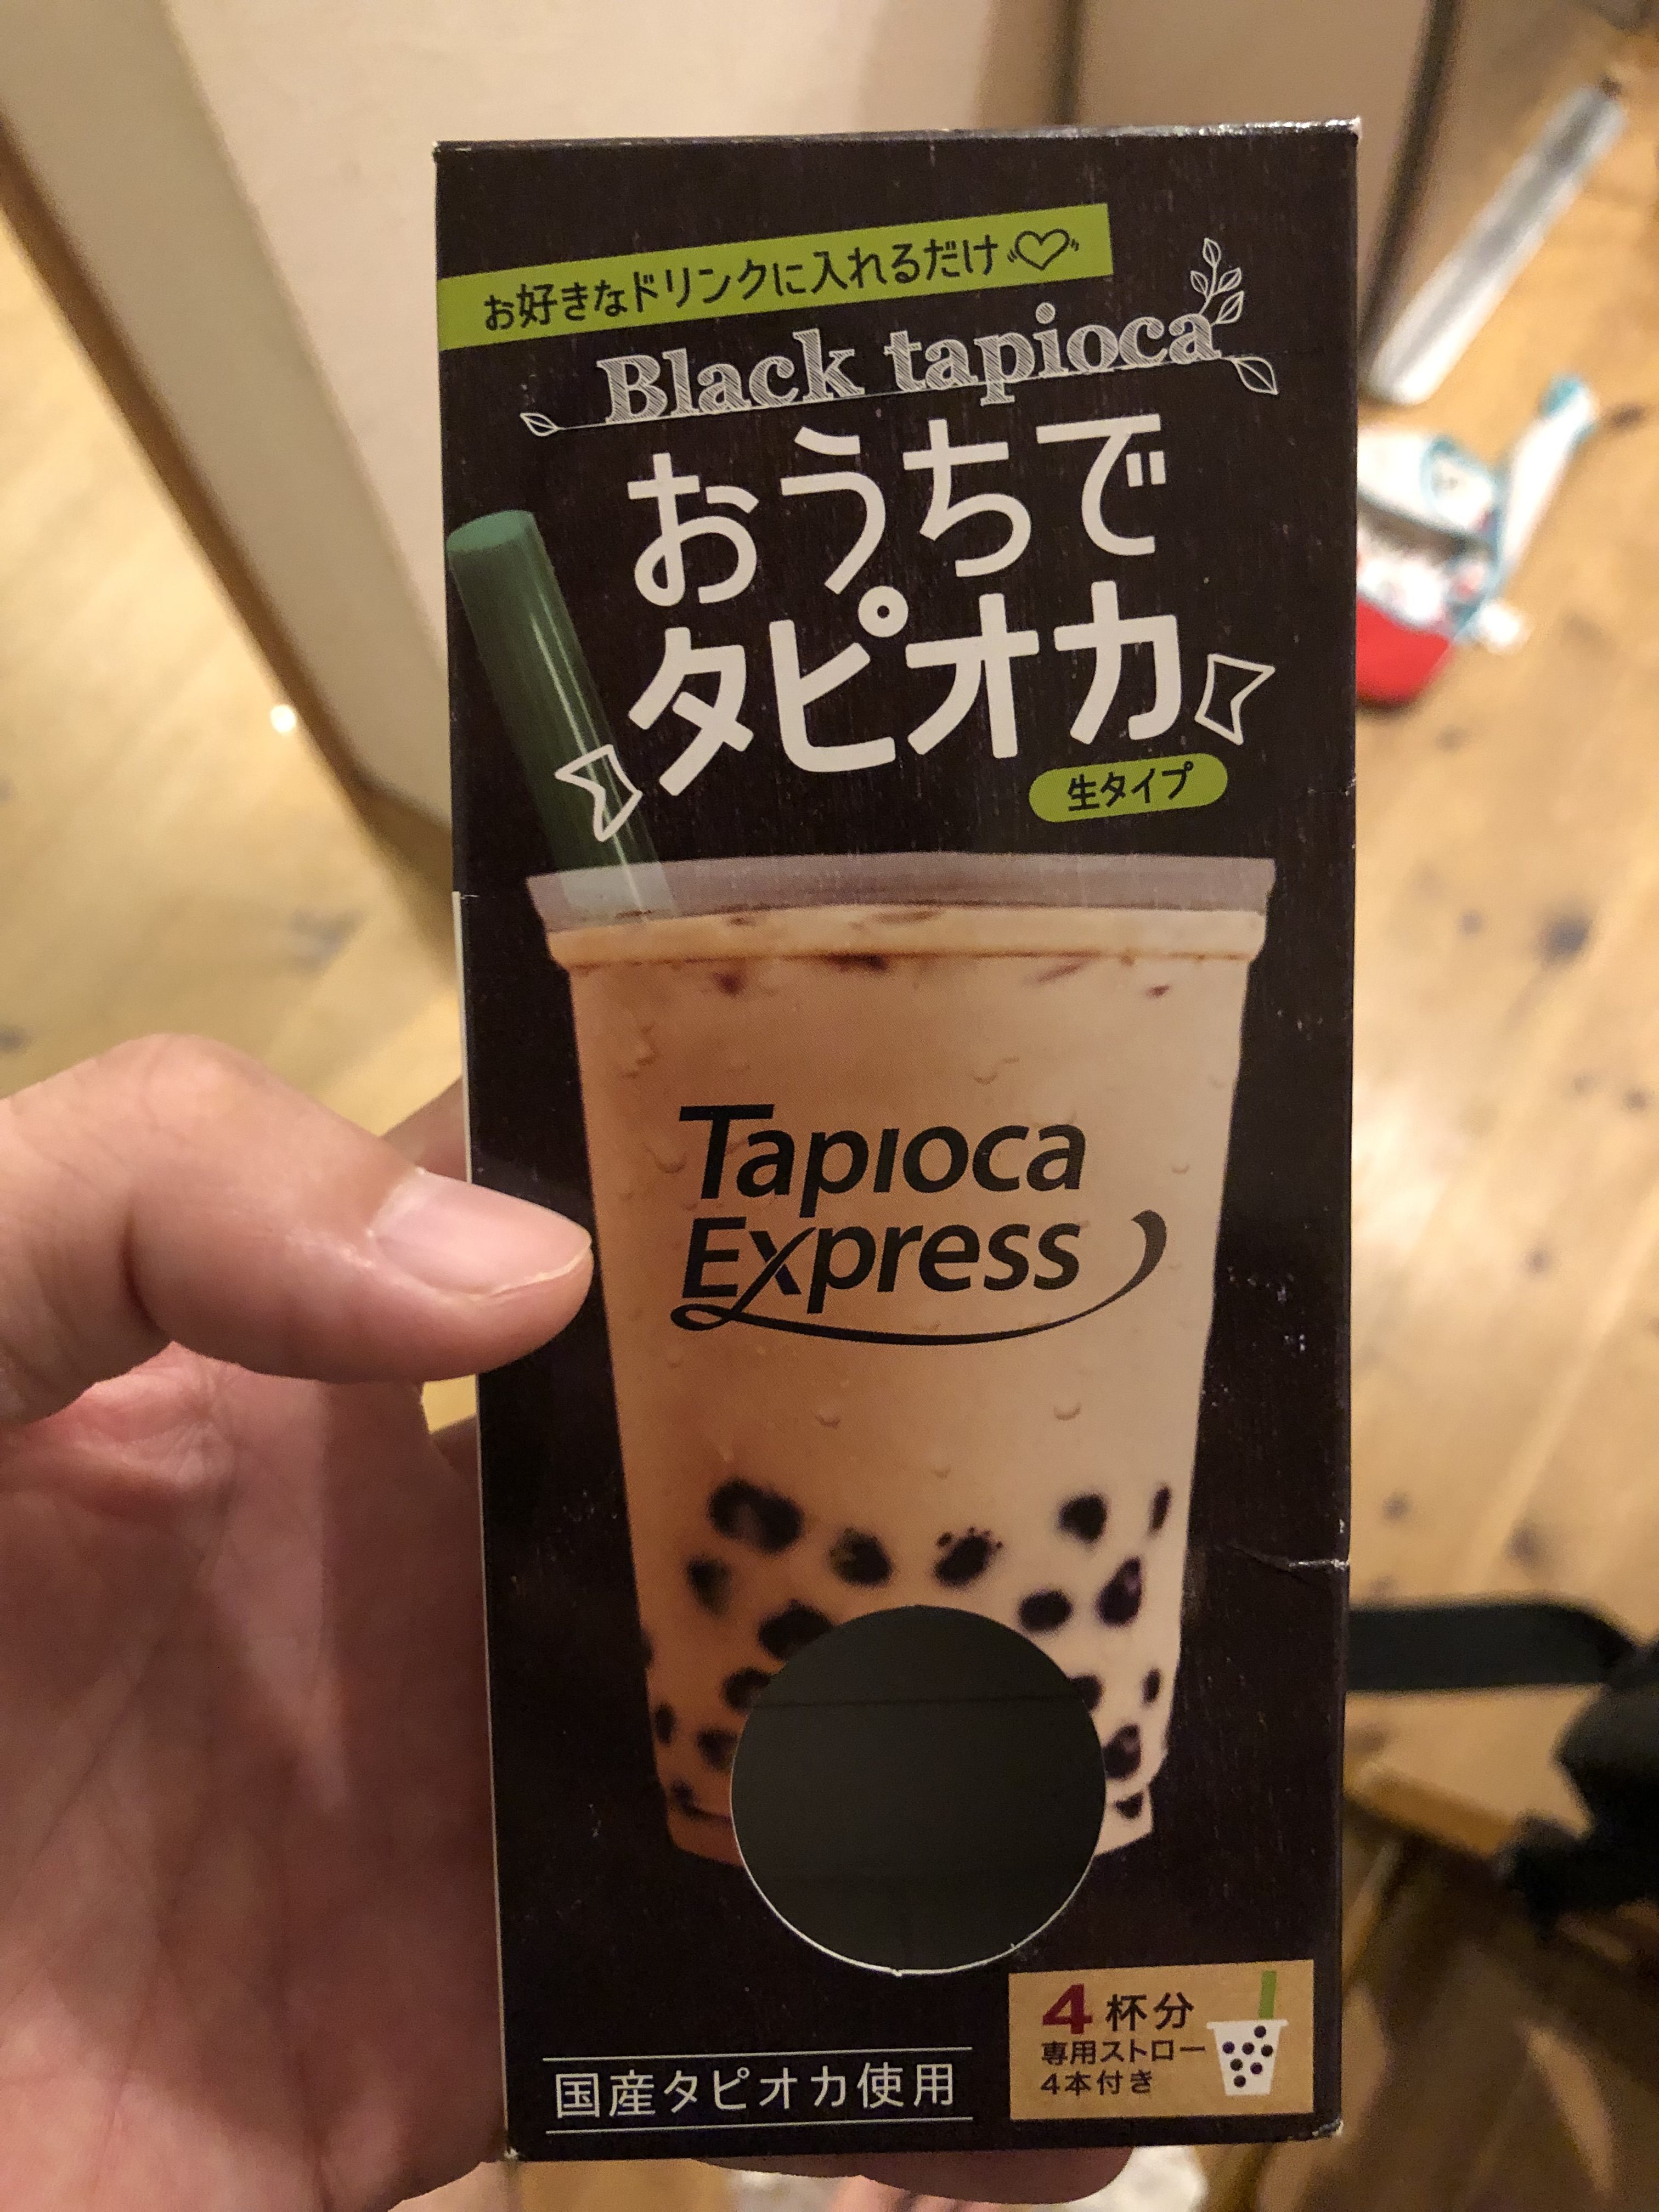 お好きなドリンクに入れるだけ
Black tapioca
おうちで
タピオカ
生タイプ
Tapioca
Express
4杯分
専用ストロー
4本付き
国産タピオカ使用